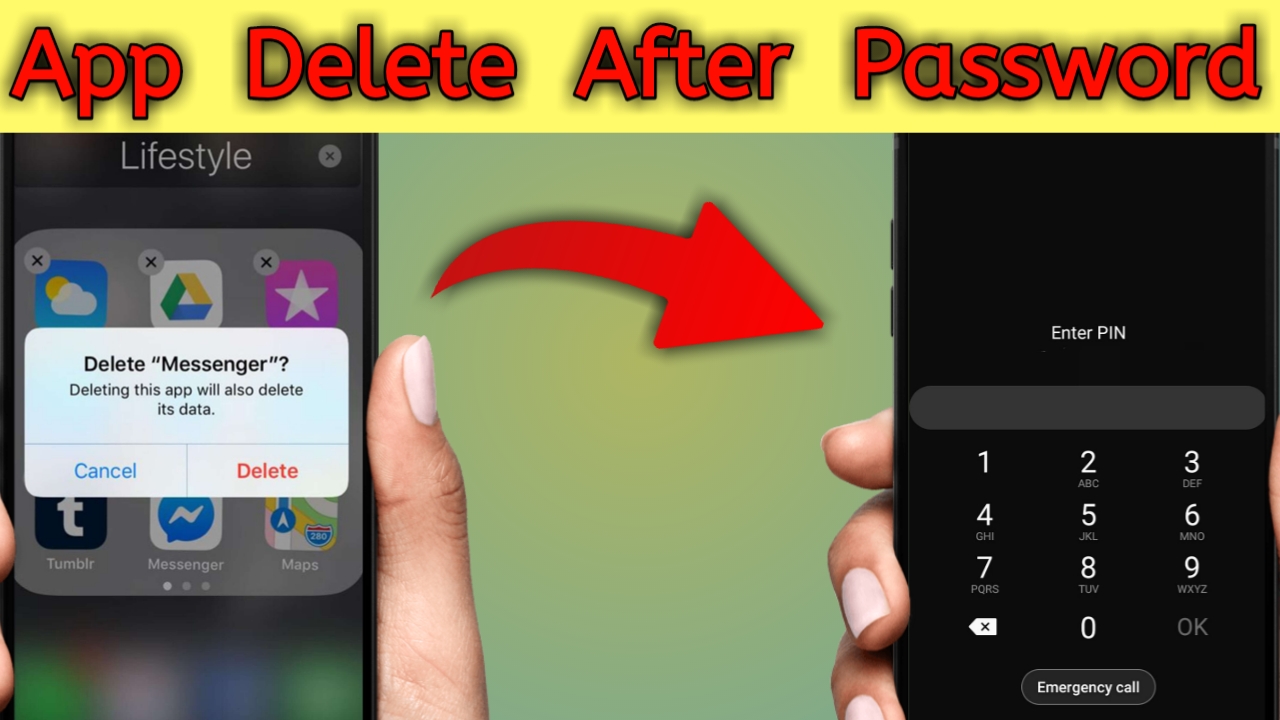 App Delete After Password
Lifestyle
Delete “Messenger”?
Deleting this app will also delete
its data.
Cancel Delete
t
280
Tumblr Messenger Maps
Enter PIN
1 2 3
ABC DEF
4 5 6
GHI JKL MNO
7 8 9
PQRS TUV WXYZ
0 OK
Emergency call